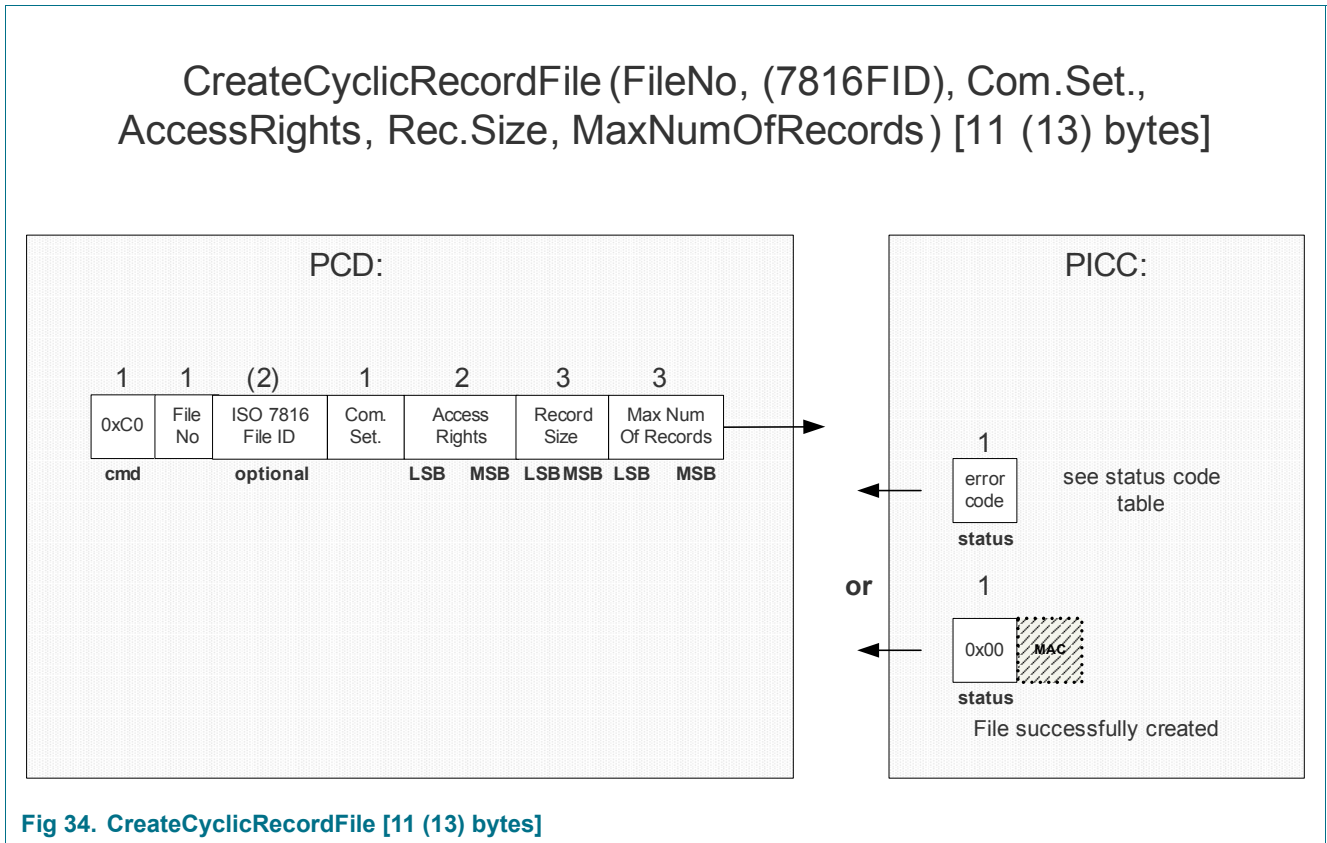 CreateCyclicRecordFile (FileNo, (7816FID), Com.Set.,
AccessRights, Rec.Size, MaxNumOfRecords) [11 (13) bytes]
PCD:
1 1 (2) 1 2 3 3
0xC0
File
No
ISO 7816
File ID
Com.
Set.
Access
Rights
Record
Size
Max Num
Of Records
cmd optional LSB MSB LSB MSB LSB MSB
PICC:
1
error
code
see status code
table
status
or
1
0x00 MAC
status
File successfully created
Fig 34. CreateCyclicRecordFile [11 (13) bytes]